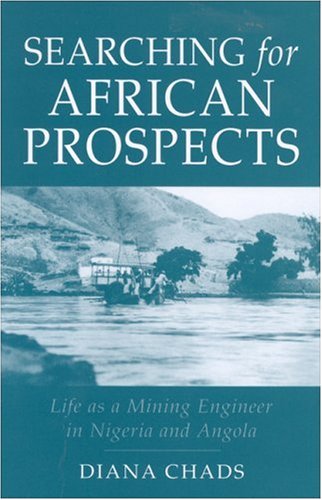 SEARCHING for
AFRICAN
PROSPECTS
Life as a Mining Engineer
in Nigeria and Angola
DIANA CHADS